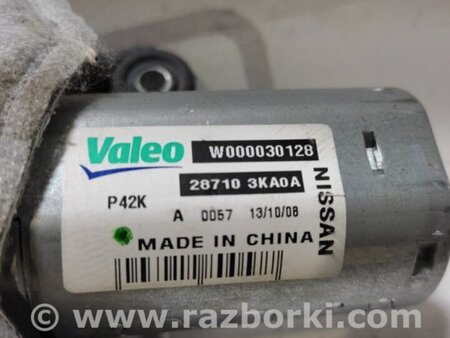 Valeo
W000030128
28710 3KA0A
P42K A 0057 13/10/08
MADE IN CHINA
NISSAN
www.razborki.com